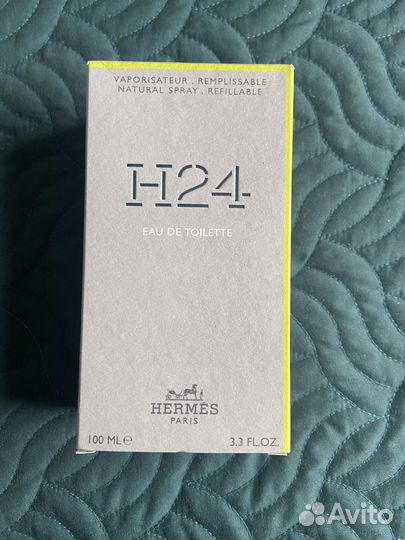 VAPORISATEUR . REMPLISSABLE
NATURAL SPRAY . REFILLABLE
H24
EAU DE TOILETTE
HERMÈS
PARIS
100 ML℮ 3.3 FL.OZ.
Avito